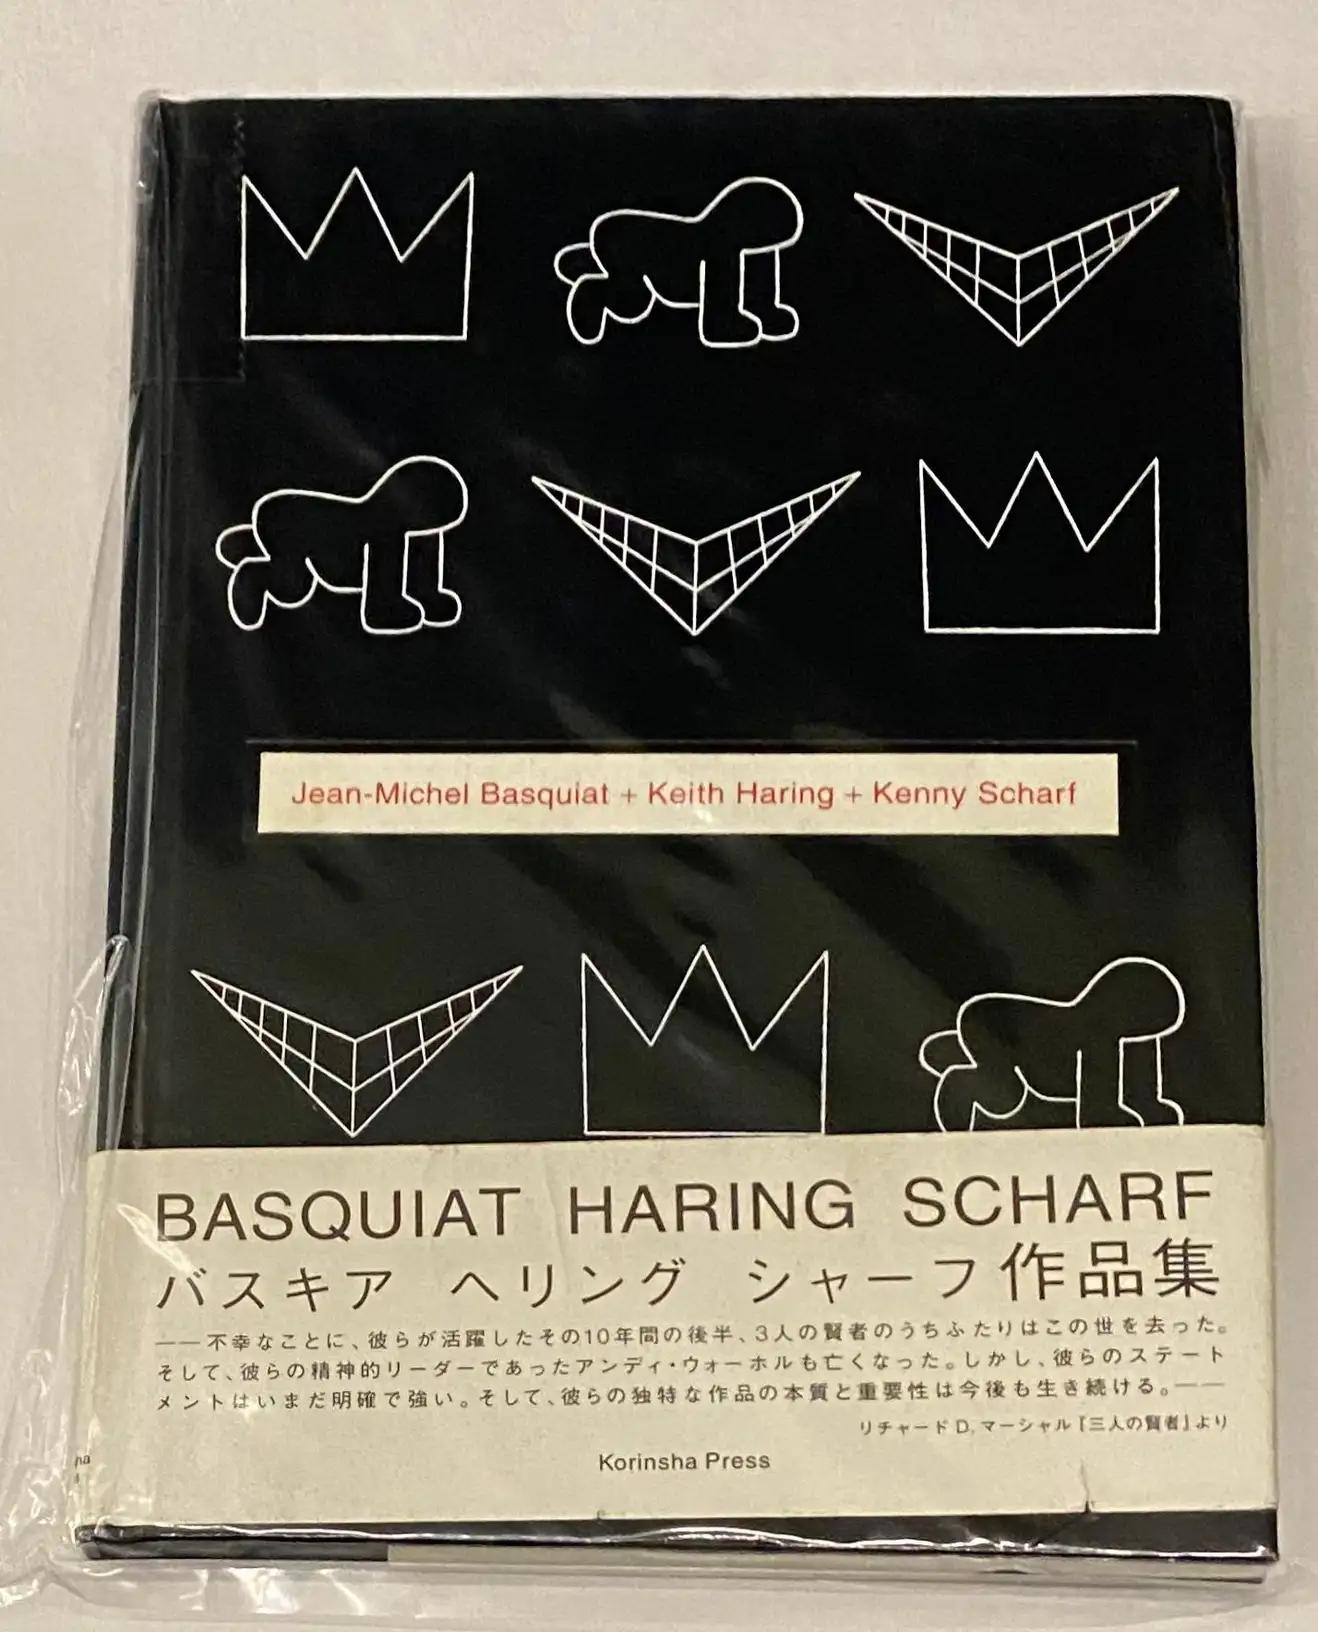 Jean-Michel Basquiat + Keith Haring + Kenny Scharf
BASQUIAT HARING SCHARF
バスキア ヘリング シャーフ作品集
——不幸なことに、彼らが活躍したその10年間の後半、3人の賢者のうちふたりはこの世を去った。
そして、彼らの精神的リーダーであったアンディ・ウォーホルも亡くなった。しかし、彼らのステート
メントはいまだ明確で強い。そして、彼らの独特な作品の本質と重要性は今後も生き続ける。——
リチャード D. マーシャル『三人の賢者』より
Korinsha Press